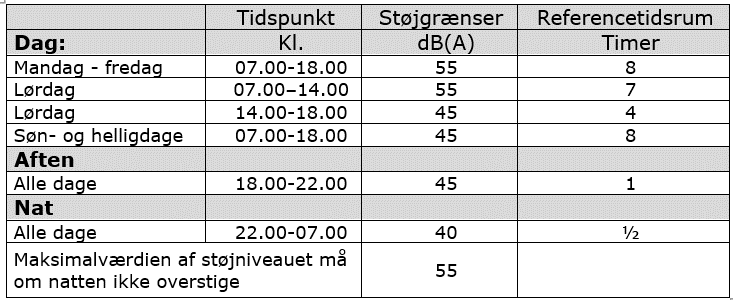 Tidspunkt Støjgrænser Referencetidsrum
Dag: Kl. dB(A) Timer
Mandag - fredag 07.00-18.00 55 8
Lørdag 07.00–14.00 55 7
Lørdag 14.00-18.00 45 4
Søn- og helligdage 07.00-18.00 45 8
Aften
Alle dage 18.00-22.00 45 1
Nat
Alle dage 22.00-07.00 40 ½
Maksimalværdien af støjniveauet må
om natten ikke overstige 55